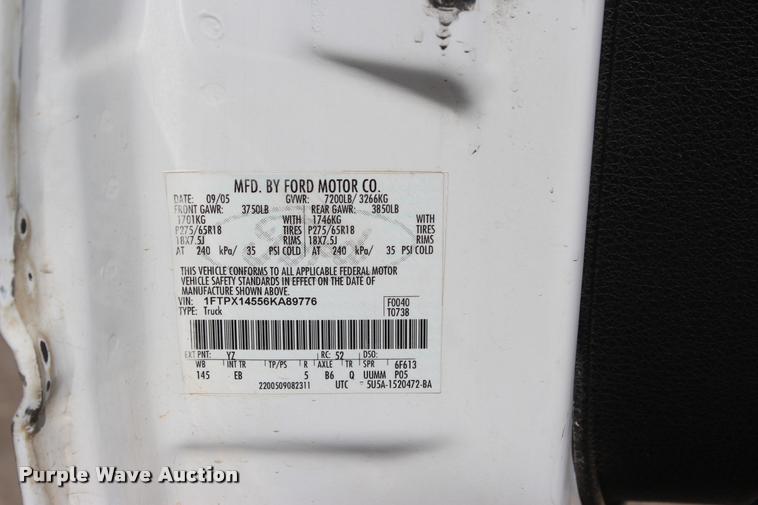 MFD. BY FORD MOTOR CO.
DATE: 09/05 GVWR: 7200LB/ 3266KG
FRONT GAWR: 3750LB REAR GAWR: 3850LB
1701KG WITH 1746KG WITH
P275/65R18 TIRES P275/65R18 TIRES
18X7.5J RIMS 18X7.5J RIMS
AT 240 kPa/ 35 PSI COLD AT 240 kPa/ 35 PSI COLD
THIS VEHICLE CONFORMS TO ALL APPLICABLE FEDERAL MOTOR
VEHICLE SAFETY STANDARDS IN EFFECT ON THE DATE OF
MANUFACTURE SHOWN ABOVE.
VIN: 1FTPX14556KA89776 F0040
TYPE: Truck T0738
EXT PNT: YZ RC: 52 DSO:
WB INT TR TP/PS R AXLE TR SPR 6F613
145 EB 5 B6 Q UUMM P05
2200509082311 UTC 5U5A-1520472-BA
Purple Wave Auction